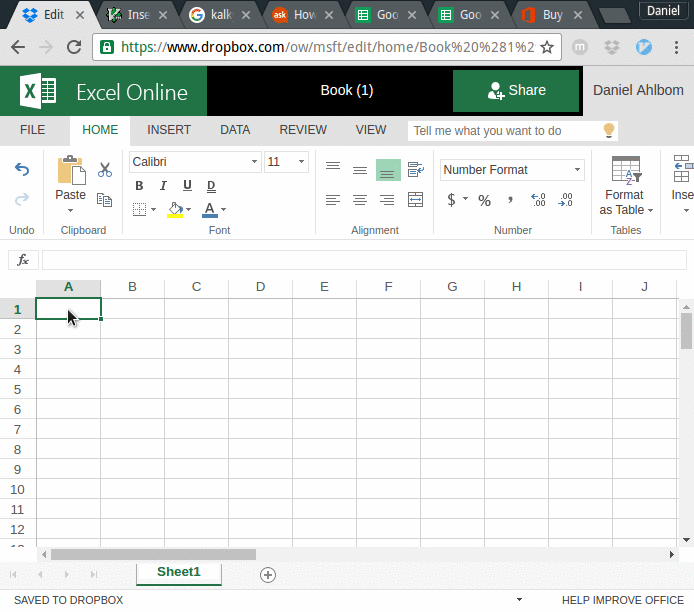 Edit Inse kalk How Goo Goo Buy Daniel
https://www.dropbox.com/ow/msft/edit/home/Book%20%281%2
Excel Online Book (1) Share Daniel Ahlbom
FILE HOME INSERT DATA REVIEW VIEW Tell me what you want to do
Calibri 11 Number Format
Paste B I U D $ % , .00 .00 Format as Table Inse
Undo Clipboard Font Alignment Number Tables
fx
A B C D E F G H I J
1
2
3
4
5
6
7
8
9
10
11
12
Sheet1
SAVED TO DROPBOX HELP IMPROVE OFFICE